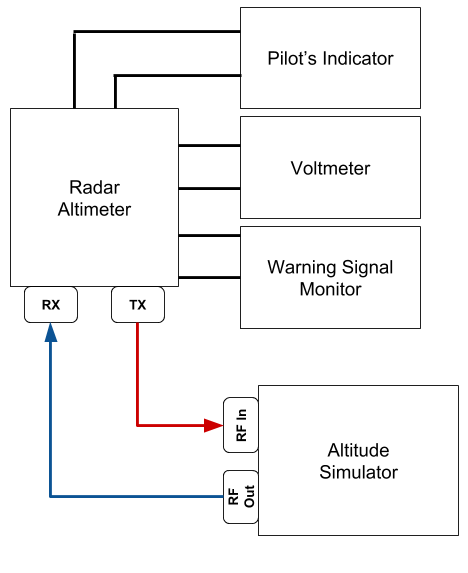 Pilot's Indicator
Radar
Altimeter
Voltmeter
Warning Signal
Monitor
RX
TX
RF In
RF
Out
Altitude
Simulator